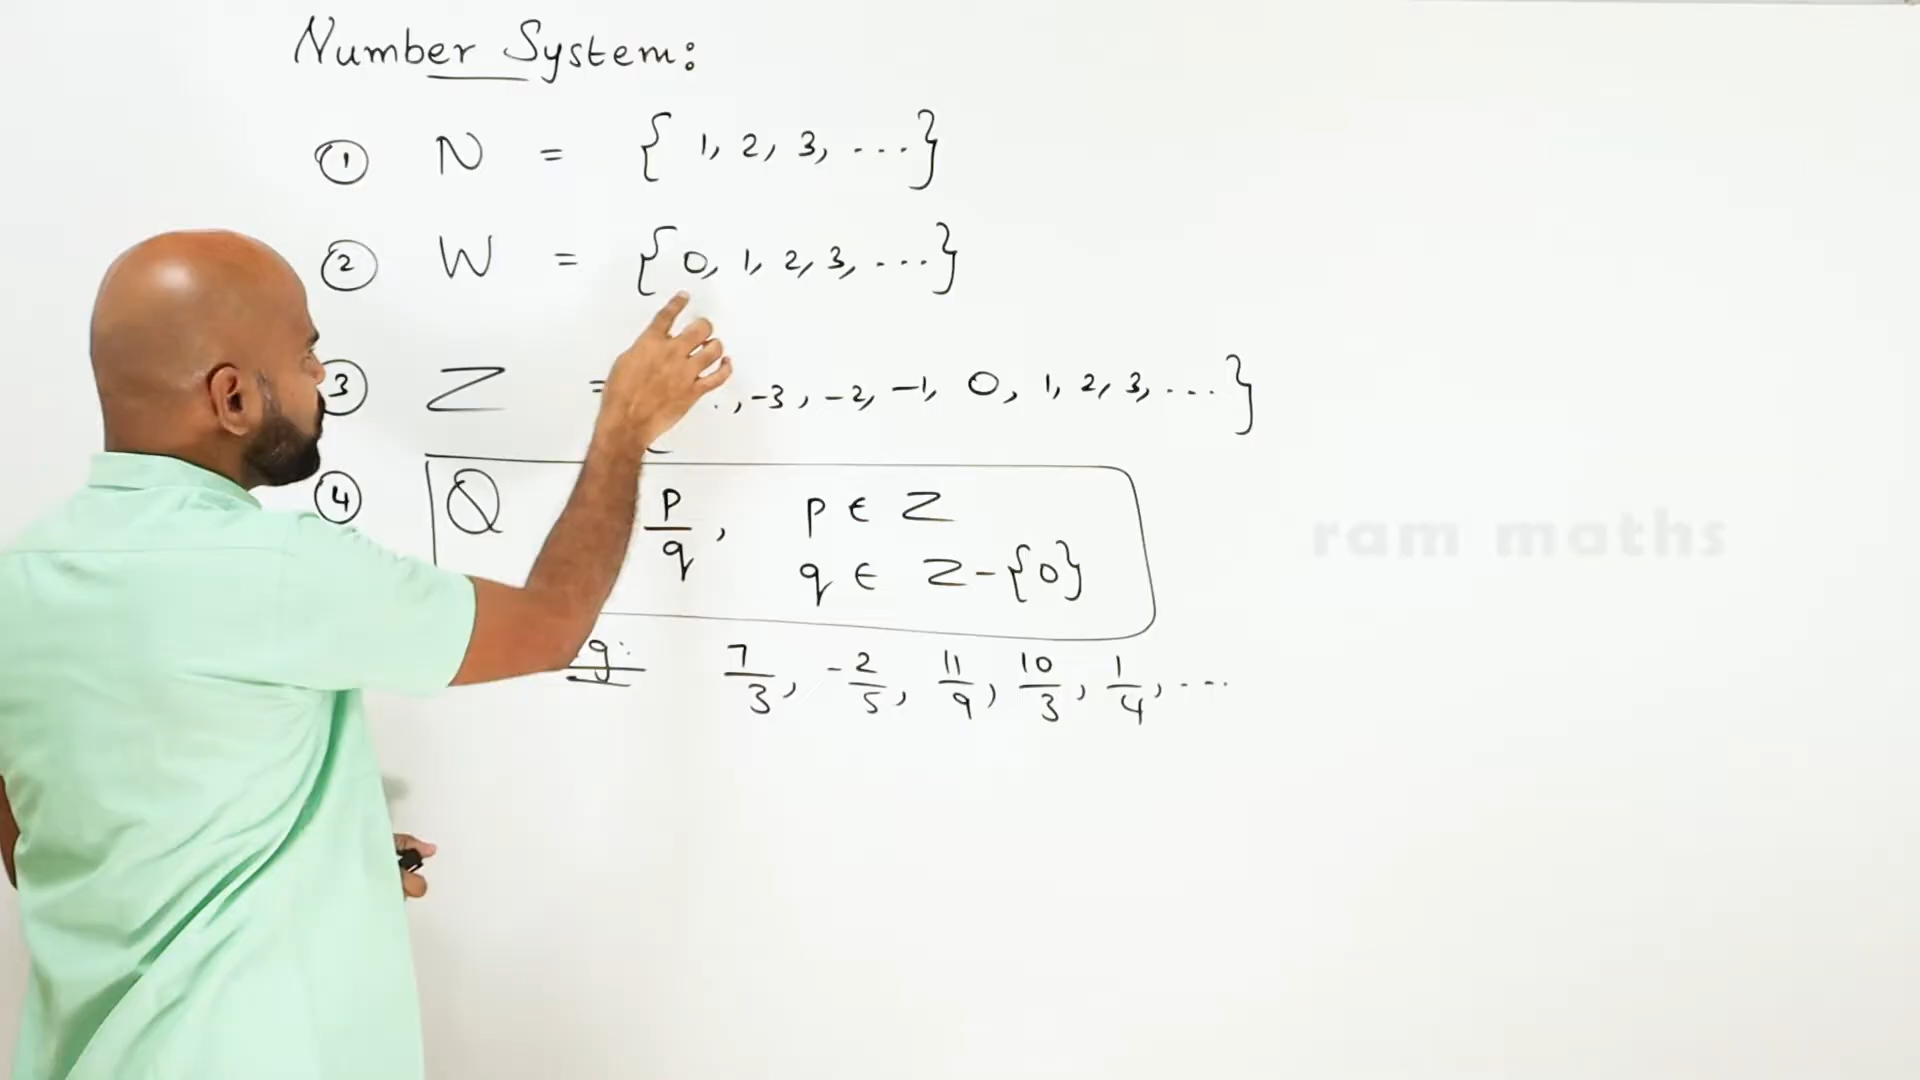 Number System:
① N = { 1, 2, 3, ...}
② W = {0, 1, 2, 3, ...}
③ Z = ., -3, -2, -1, 0, 1, 2, 3, ...}
④ Q p/q, p ∈ Z
q ∈ Z-{0}
g: 7/3, -2/5, 11/9, 10/3, 1/4, ...
ram maths